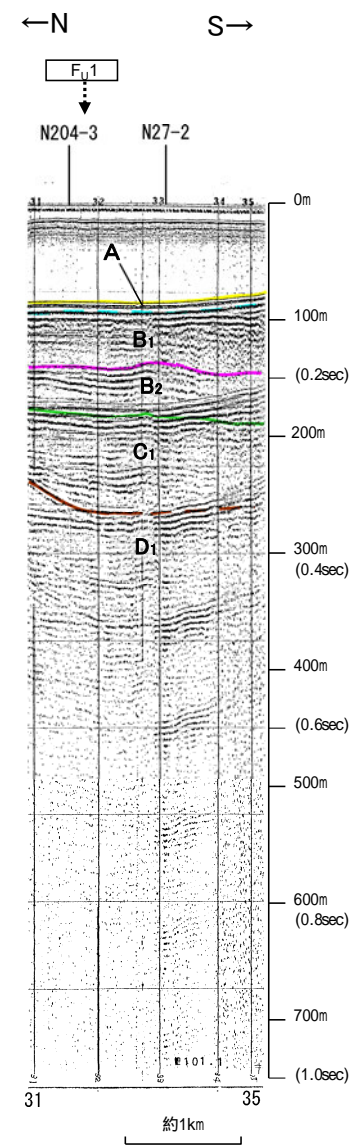 ←N S→
F_U1
N204-3 N27-2
31 32 33 34 35
0m
A
100m
B1
(0.2sec)
B2
200m
C1
D1
300m
(0.4sec)
400m
(0.6sec)
500m
600m
(0.8sec)
700m
(1.0sec)
31 35
約1km